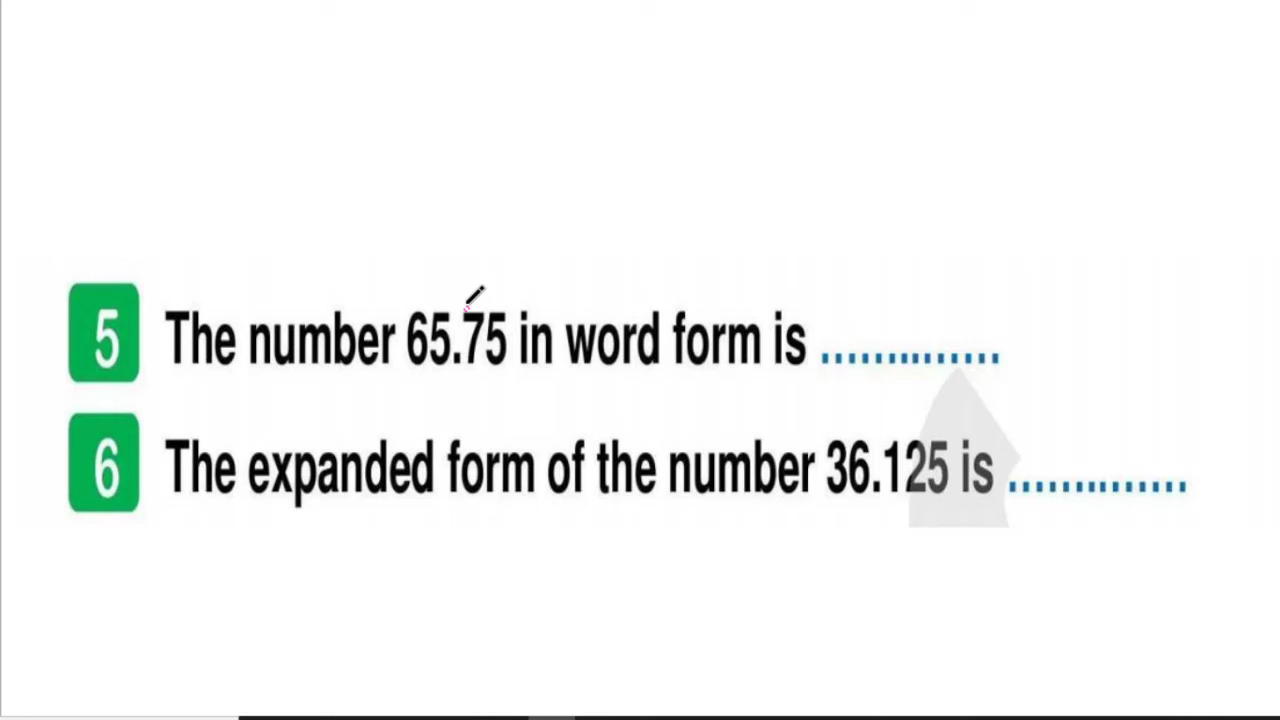 5 The number 65.75 in word form is ..............
6 The expanded form of the number 36.125 is ..............